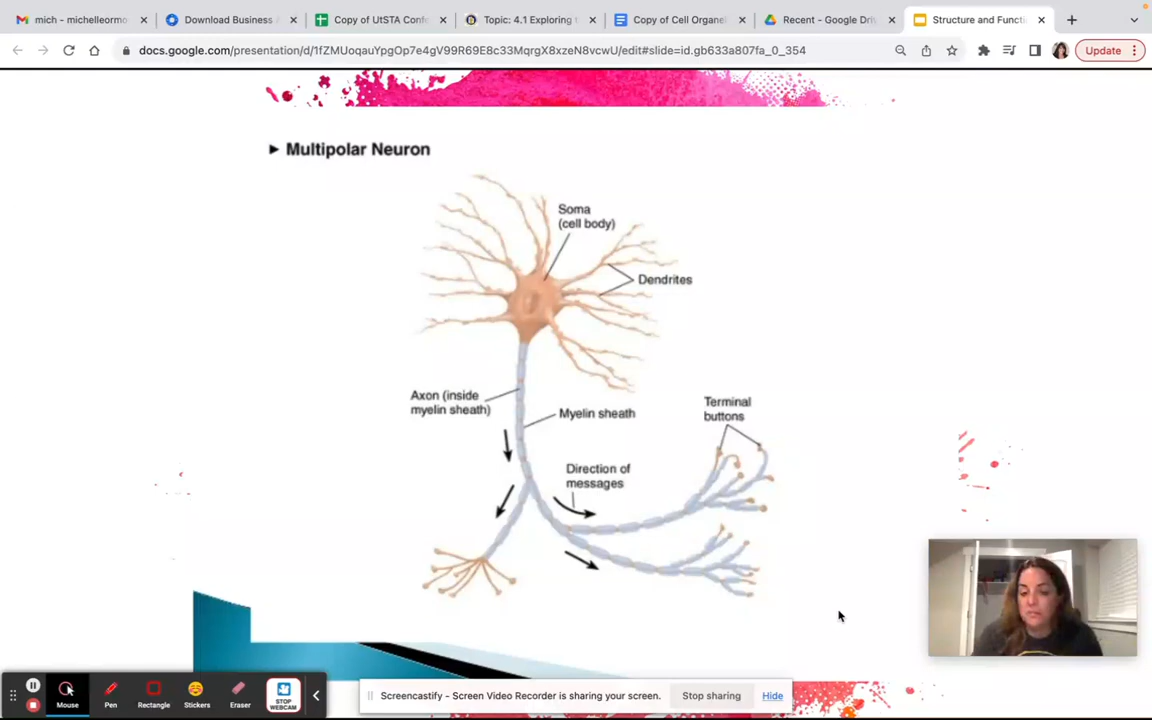 mich - michelleormo
Download Business
Copy of UtSTA Conf
Topic: 4.1 Exploring t
Copy of Cell Organel
Recent - Google Driv
Structure and Functi
docs.google.com/presentation/d/1fZMUoqauYpgOp7e4gV99R69E8c33MqrgX8xzeN8vcwU/edit#slide=id.gb633a807fa_0_354
Update
Multipolar Neuron
Soma
(cell body)
Dendrites
Axon (inside
myelin sheath)
Myelin sheath
Terminal
buttons
Direction of
messages
Mouse
Pen
Rectangle
Stickers
Eraser
STOP
WEBCAM
Screencastify - Screen Video Recorder is sharing your screen.
Stop sharing
Hide